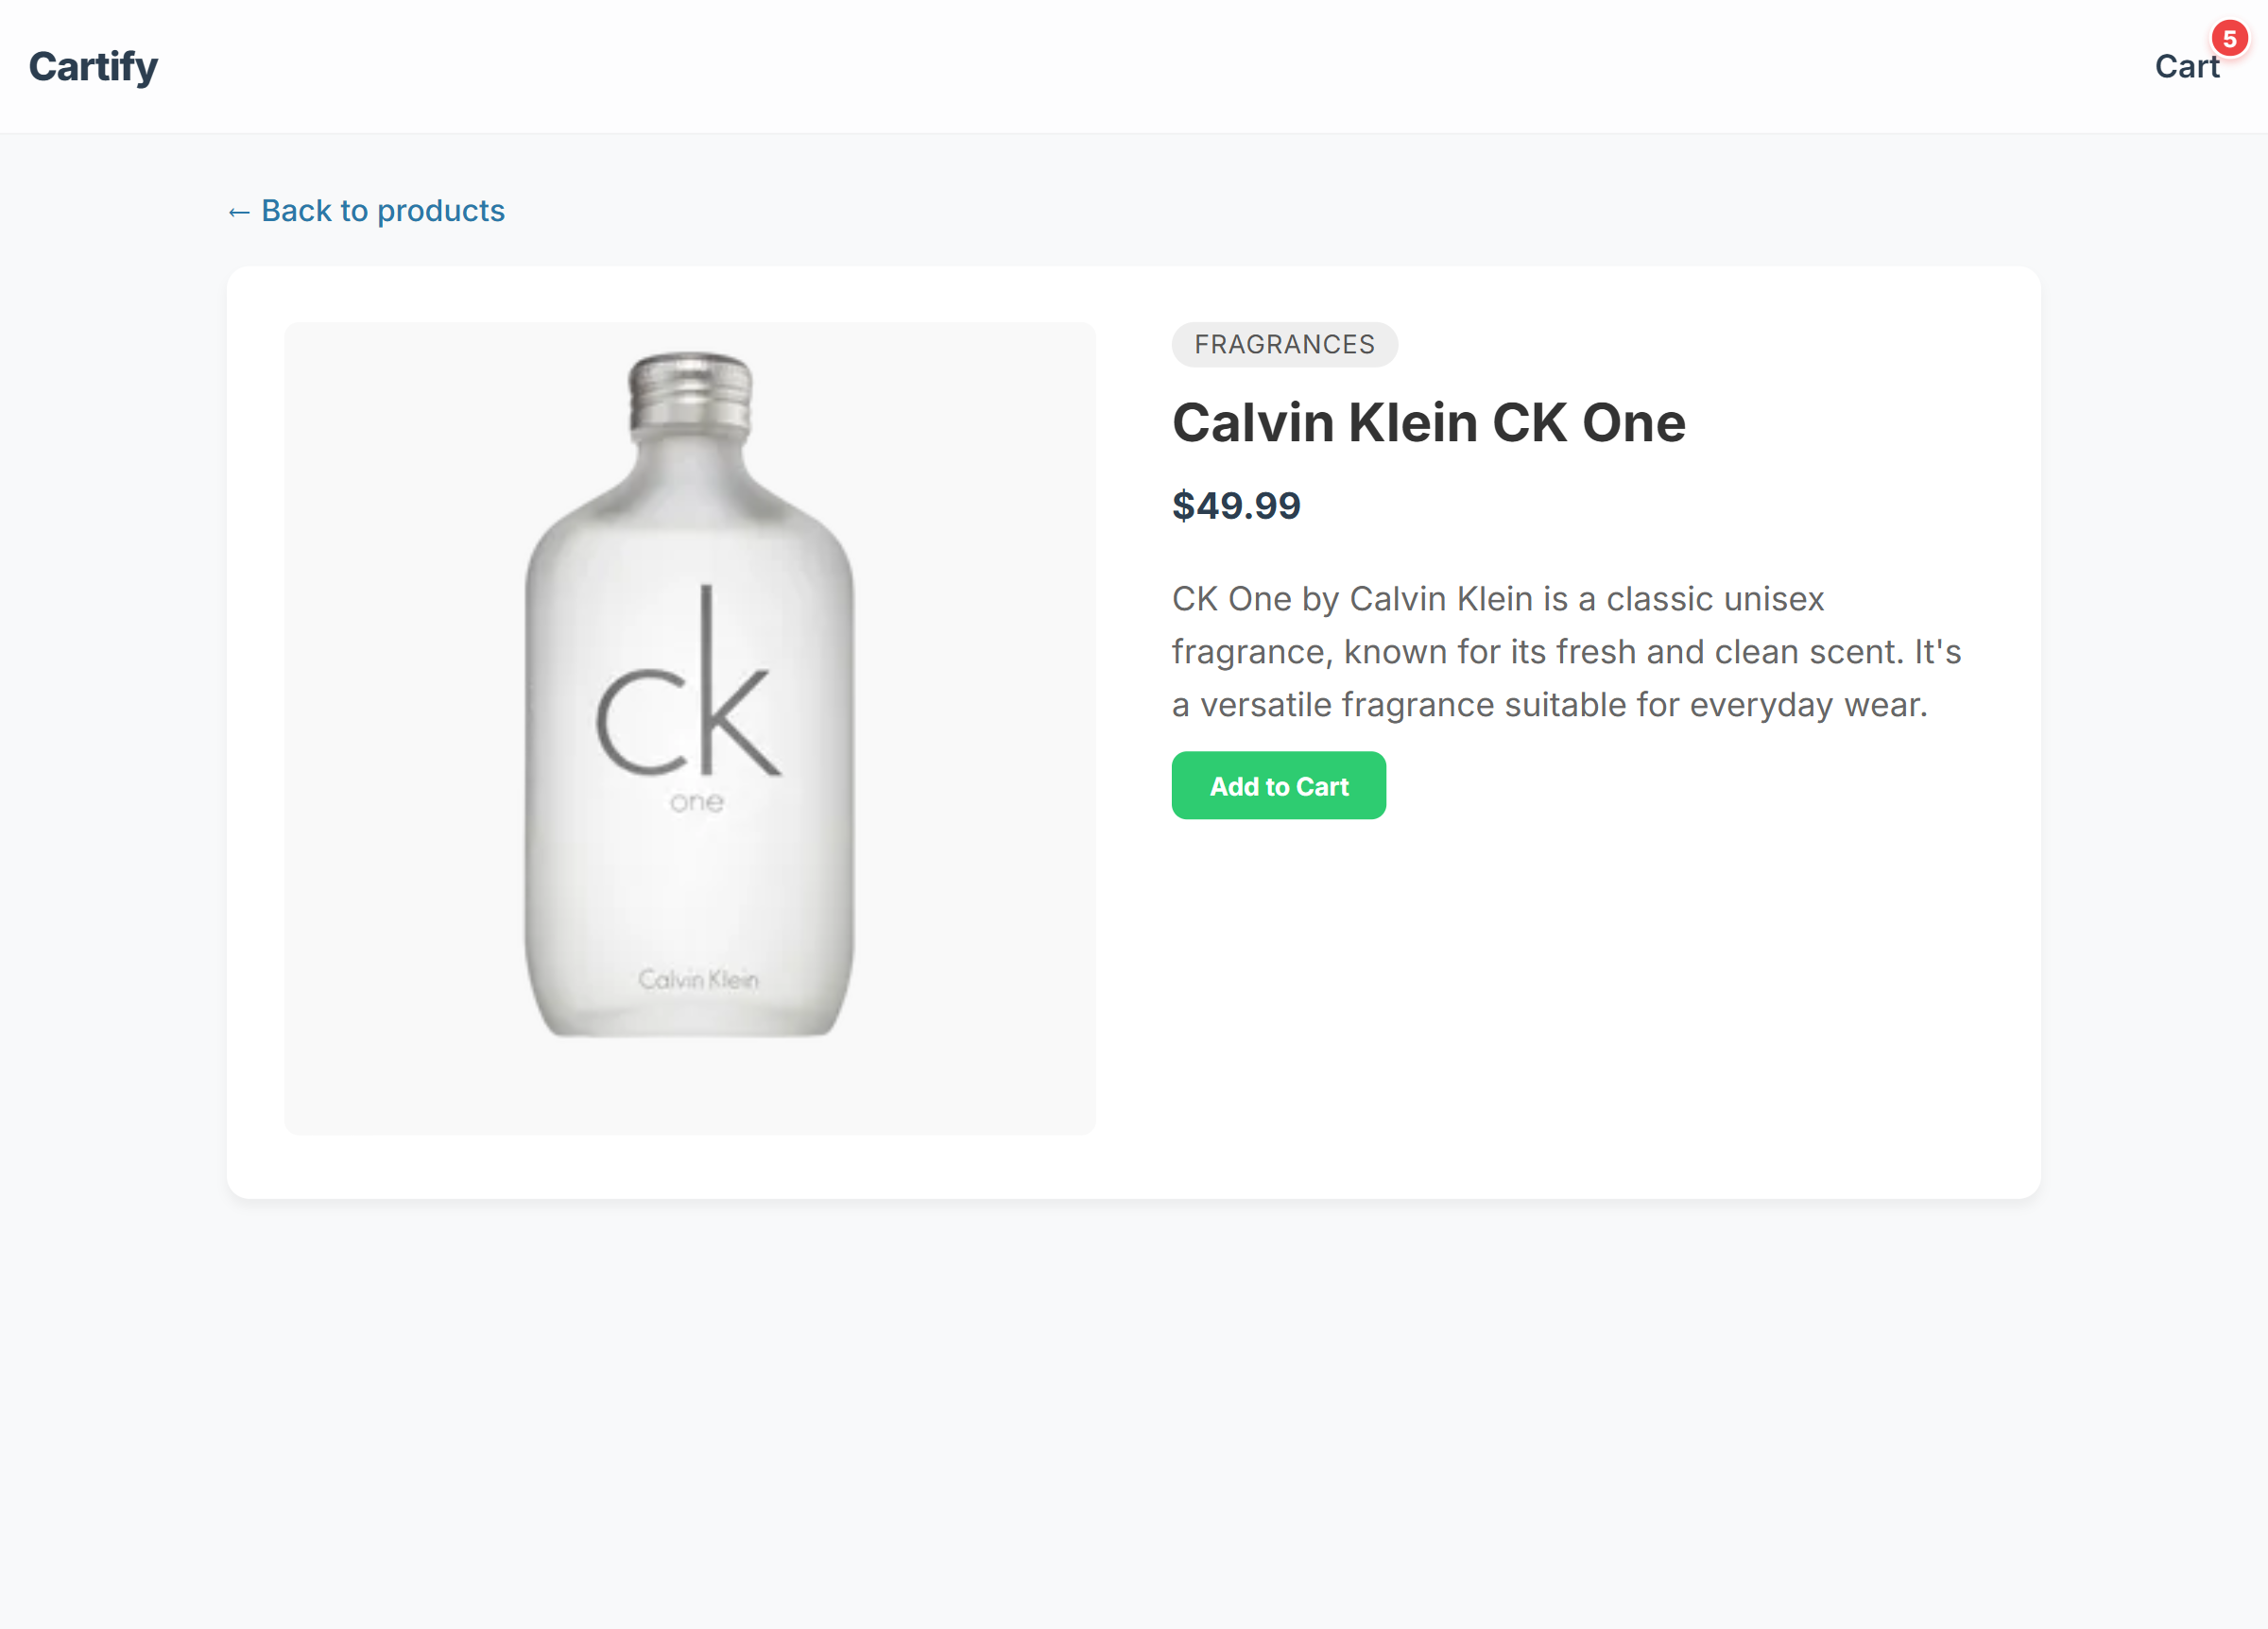 Cartify
Cart
5
← Back to products
ck
one
Calvin Klein
FRAGRANCES
Calvin Klein CK One
$49.99
CK One by Calvin Klein is a classic unisex
fragrance, known for its fresh and clean scent. It's
a versatile fragrance suitable for everyday wear.
Add to Cart